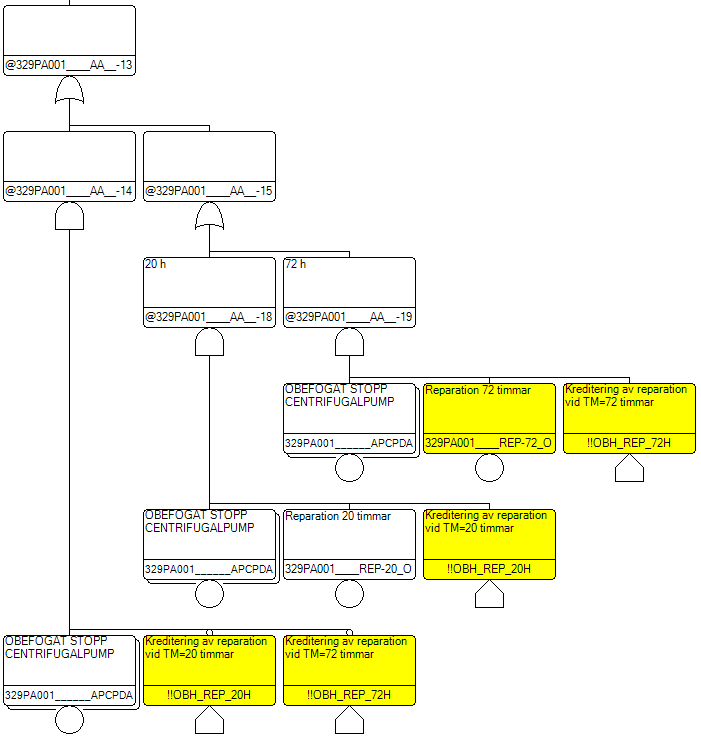 @329PA001____AA__-13
@329PA001____AA__-14
@329PA001____AA__-15
20 h
@329PA001____AA__-18
72 h
@329PA001____AA__-19
OBEFOGAT STOPP
CENTRIFUGALPUMP
329PA001______APCPDA
Reparation 72 timmar
329PA001____REP-72_O
Kreditering av reparation
vid TM=72 timmar
!!OBH_REP_72H
OBEFOGAT STOPP
CENTRIFUGALPUMP
329PA001______APCPDA
Reparation 20 timmar
329PA001____REP-20_O
Kreditering av reparation
vid TM=20 timmar
!!OBH_REP_20H
OBEFOGAT STOPP
CENTRIFUGALPUMP
329PA001______APCPDA
Kreditering av reparation
vid TM=20 timmar
!!OBH_REP_20H
Kreditering av reparation
vid TM=72 timmar
!!OBH_REP_72H